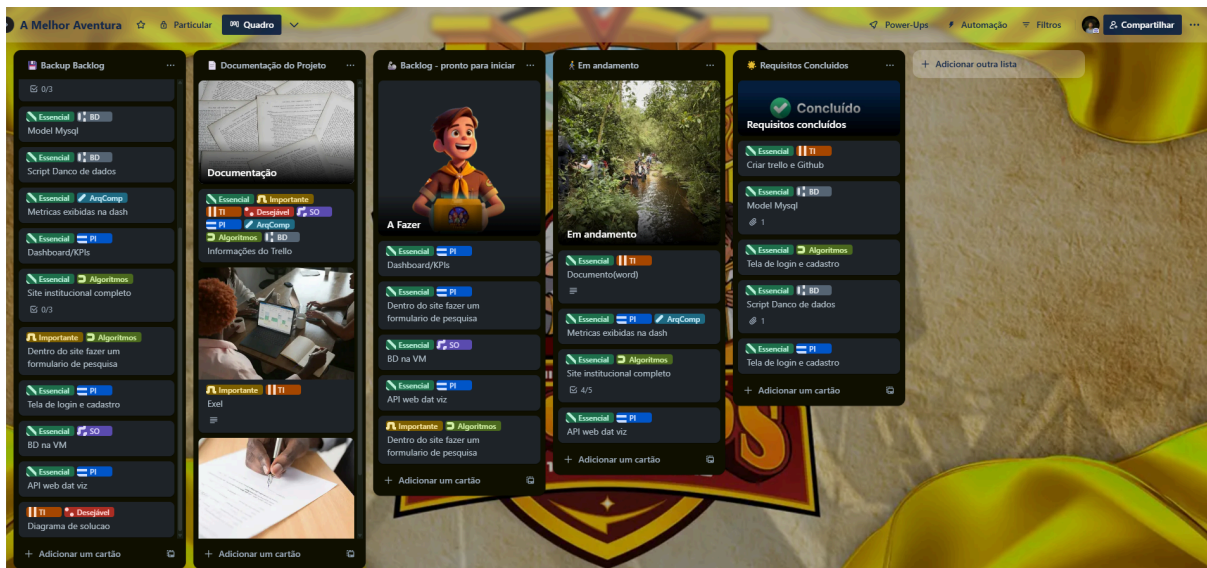 A Melhor Aventura
Particular
Quadro
Power-Ups
Automação
Filtros
Compartilhar
Backup Backlog
0/3
Essencial BD
Model Mysql
Essencial BD
Script Danco de dados
Essencial ArqComp
Metricas exibidas na dash
Essencial PI
Dashboard/KPIs
Essencial Algoritmos
Site institucional completo
0/3
Importante Algoritmos
Dentro do site fazer um
formulario de pesquisa
Essencial PI
Tela de login e cadastro
Essencial SO
BD na VM
Essencial PI
API web dat viz
TI Desejável
Diagrama de solucao
+ Adicionar um cartão
Documentação do Projeto
Documentação
Essencial Importante
TI Desejável SO
PI ArqComp
Algoritmos BD
Informações do Trello
Importante TI
Exel
+ Adicionar um cartão
Backlog - pronto para iniciar
A Fazer
Essencial PI
Dashboard/KPIs
Essencial PI
Dentro do site fazer um
formulario de pesquisa
Essencial SO
BD na VM
Essencial PI
API web dat viz
Importante Algoritmos
Dentro do site fazer um
formulario de pesquisa
+ Adicionar um cartão
Em andamento
Em andamento
Essencial TI
Documento(word)
Essencial PI ArqComp
Metricas exibidas na dash
Essencial Algoritmos
Site institucional completo
4/5
Essencial PI
API web dat viz
+ Adicionar um cartão
Requisitos Concluidos
Concluído
Requisitos concluídos
Essencial TI
Criar trello e Github
Essencial BD
Model Mysql
1
Essencial Algoritmos
Tela de login e cadastro
Essencial BD
Script Danco de dados
1
Essencial PI
Tela de login e cadastro
+ Adicionar um cartão
+ Adicionar outra lista